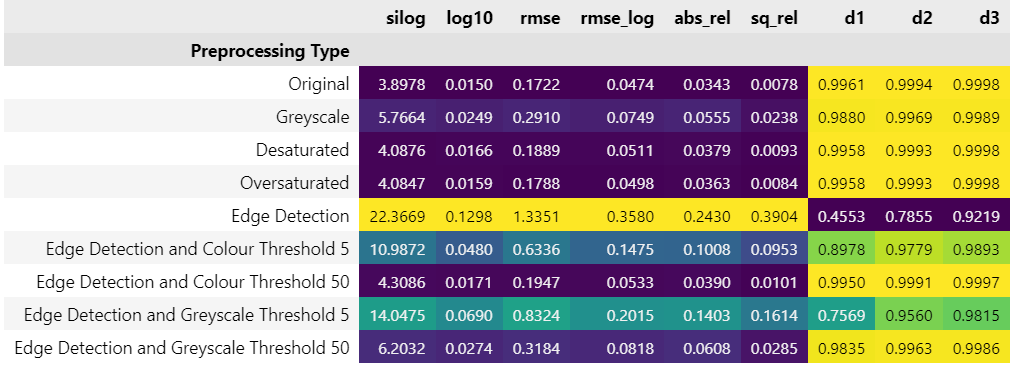 silog log10 rmse rmse_log abs_rel sq_rel d1 d2 d3
Preprocessing Type
Original 3.8978 0.0150 0.1722 0.0474 0.0343 0.0078 0.9961 0.9994 0.9998
Greyscale 5.7664 0.0249 0.2910 0.0749 0.0555 0.0238 0.9880 0.9969 0.9989
Desaturated 4.0876 0.0166 0.1889 0.0511 0.0379 0.0093 0.9958 0.9993 0.9998
Oversaturated 4.0847 0.0159 0.1788 0.0498 0.0363 0.0084 0.9958 0.9993 0.9998
Edge Detection 22.3669 0.1298 1.3351 0.3580 0.2430 0.3904 0.4553 0.7855 0.9219
Edge Detection and Colour Threshold 5 10.9872 0.0480 0.6336 0.1475 0.1008 0.0953 0.8978 0.9779 0.9893
Edge Detection and Colour Threshold 50 4.3086 0.0171 0.1947 0.0533 0.0390 0.0101 0.9950 0.9991 0.9997
Edge Detection and Greyscale Threshold 5 14.0475 0.0690 0.8324 0.2015 0.1403 0.1614 0.7569 0.9560 0.9815
Edge Detection and Greyscale Threshold 50 6.2032 0.0274 0.3184 0.0818 0.0608 0.0285 0.9835 0.9963 0.9986